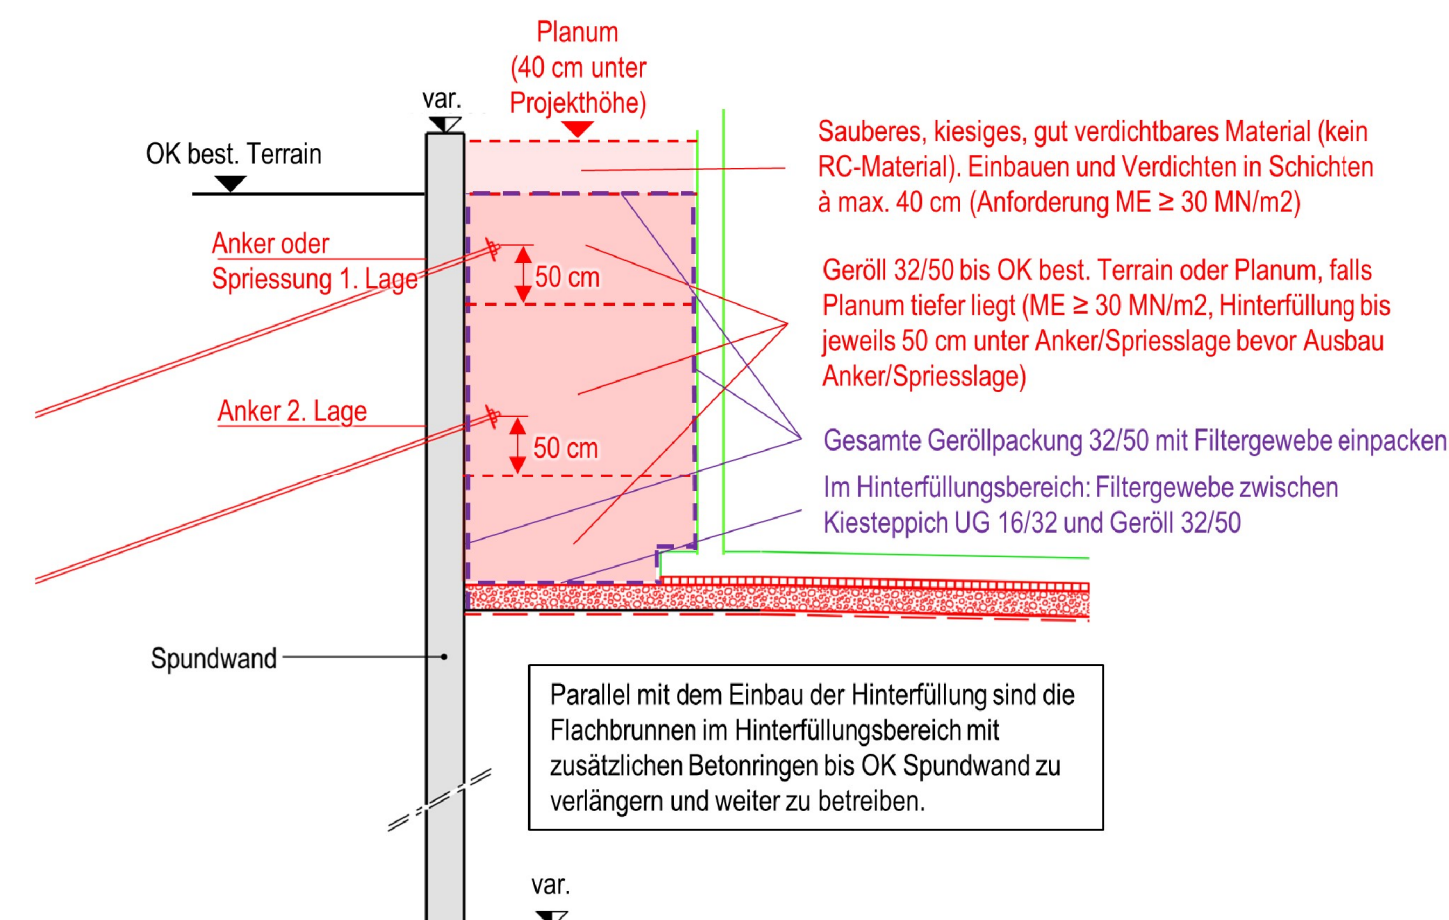 Planum
(40 cm unter
Projekthöhe)
var.
OK best. Terrain
Sauberes, kiesiges, gut verdichtbares Material (kein
RC-Material). Einbauen und Verdichten in Schichten
à max. 40 cm (Anforderung ME ≥ 30 MN/m2)
Anker oder
Spriessung 1. Lage
50 cm
Geröll 32/50 bis OK best. Terrain oder Planum, falls
Planum tiefer liegt (ME ≥ 30 MN/m2, Hinterfüllung bis
jeweils 50 cm unter Anker/Spriesslage bevor Ausbau
Anker/Spriesslage)
Anker 2. Lage
50 cm
Gesamte Geröllpackung 32/50 mit Filtergewebe einpacken
Im Hinterfüllungsbereich: Filtergewebe zwischen
Kiesteppich UG 16/32 und Geröll 32/50
Spundwand
Parallel mit dem Einbau der Hinterfüllung sind die
Flachbrunnen im Hinterfüllungsbereich mit
zusätzlichen Betonringen bis OK Spundwand zu
verlängern und weiter zu betreiben.
var.